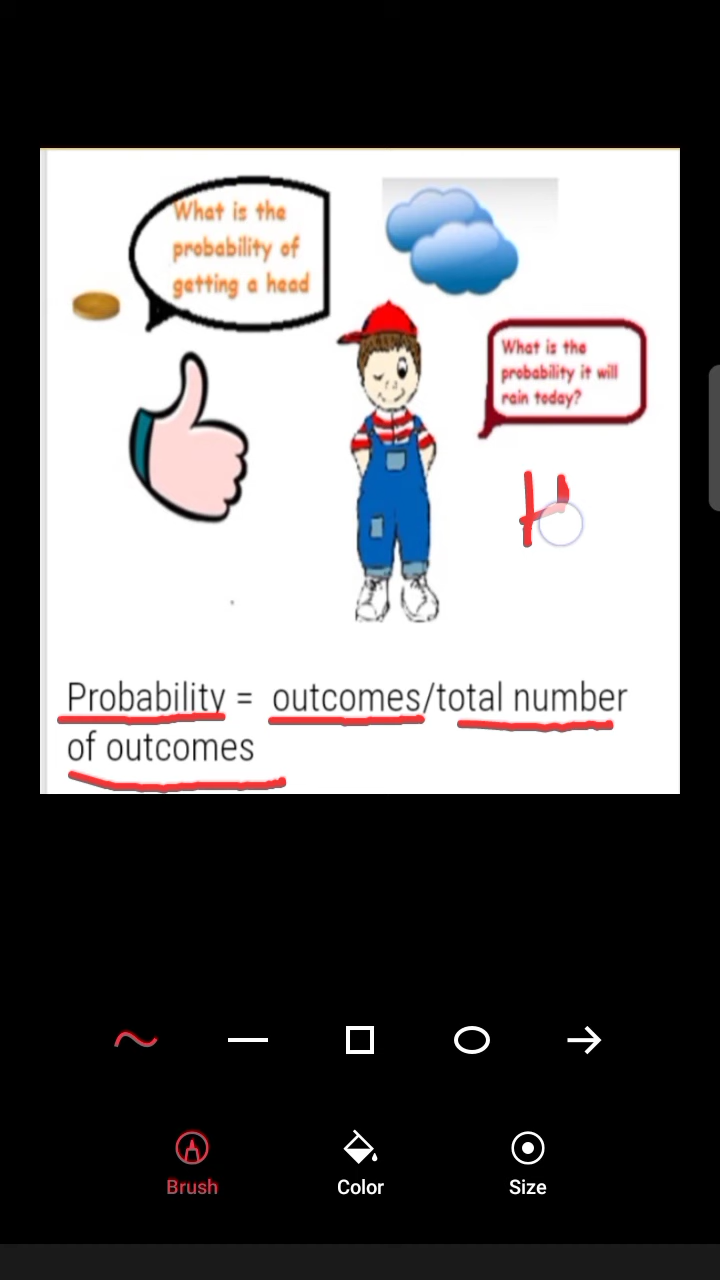 What is the
probability of
getting a head
What is the
probability it will
rain today?
H
Probability = outcomes/total number
of outcomes
Brush
Color
Size